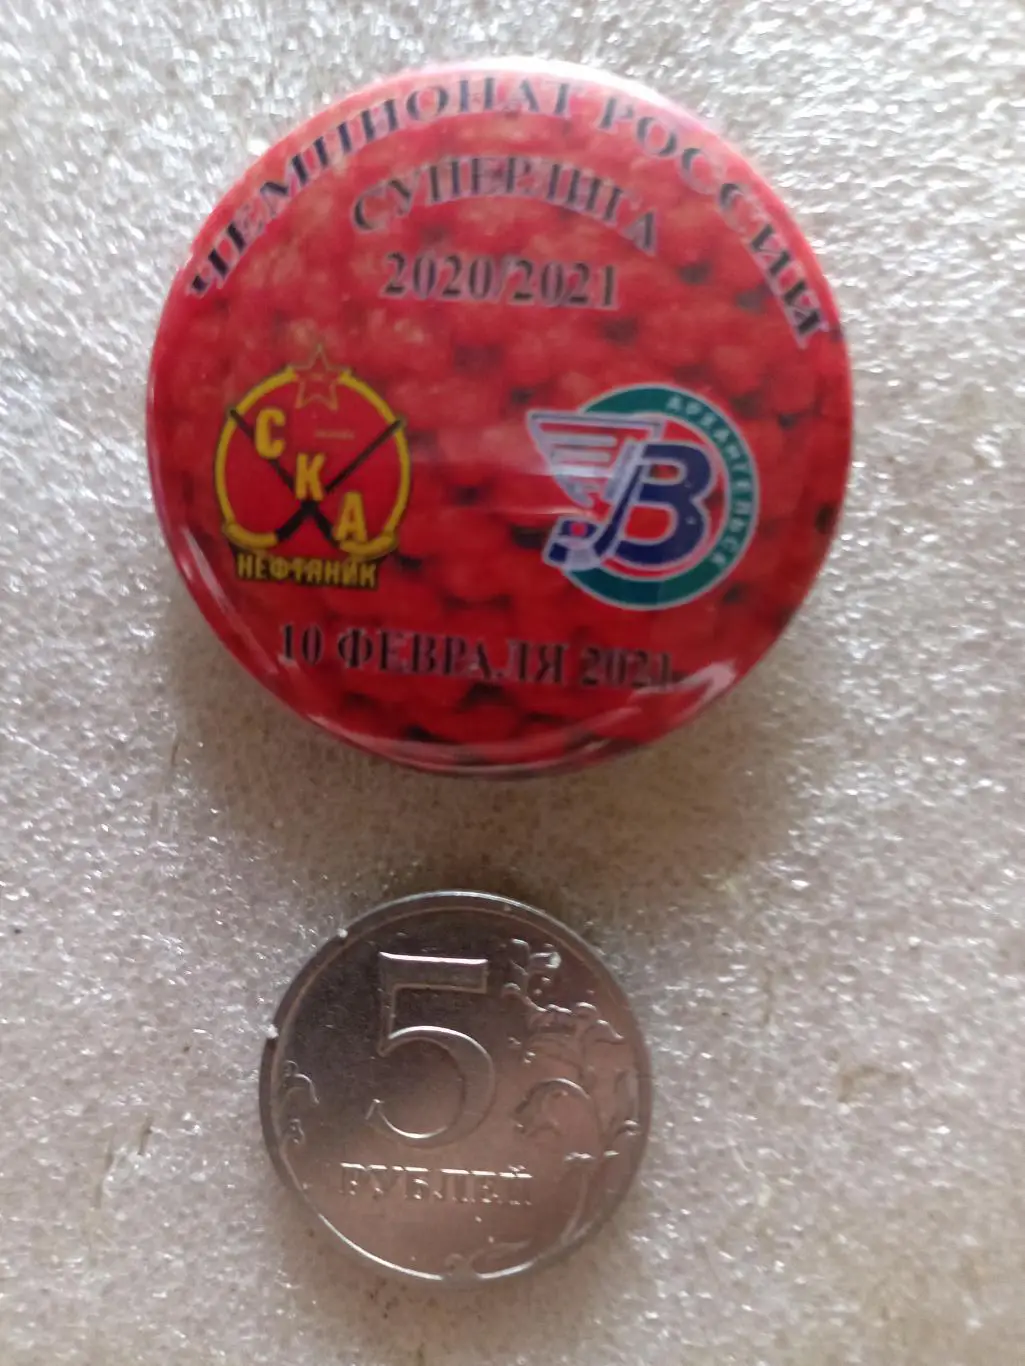 ЧЕМПИОНАТ РОССИИ
СУПЕРЛИГА
2020/2021
СКА
НЕФТЯНИК
АРХАНГЕЛЬСК
В
10 ФЕВРАЛЯ 2021
5
РУБЛЕЙ